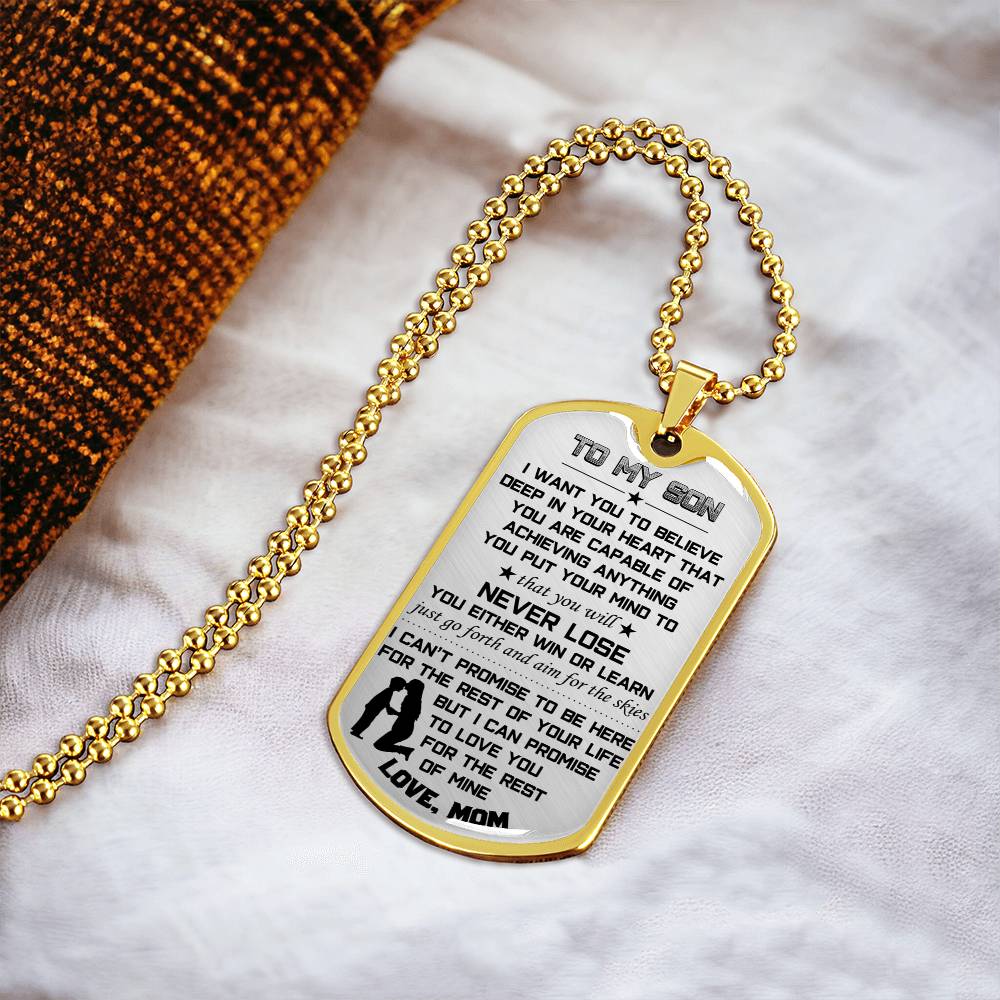 TO MY SON
I WANT YOU TO BELIEVE
DEEP IN YOUR HEART THAT
YOU ARE CAPABLE OF
ACHIEVING ANYTHING
YOU PUT YOUR MIND TO
that you will
NEVER LOSE
YOU EITHER WIN OR LEARN
just go forth and aim for the skies
I CAN'T PROMISE TO BE HERE
FOR THE REST OF YOUR LIFE
BUT I CAN PROMISE
TO LOVE YOU
FOR THE REST
OF MINE
LOVE, MOM